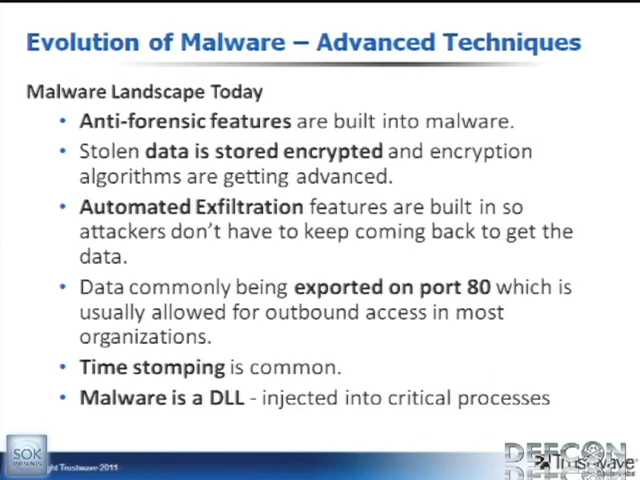 Evolution of Malware – Advanced Techniques
Malware Landscape Today
• Anti-forensic features are built into malware.
• Stolen data is stored encrypted and encryption
algorithms are getting advanced.
• Automated Exfiltration features are built in so
attackers don't have to keep coming back to get the
data.
• Data commonly being exported on port 80 which is
usually allowed for outbound access in most
organizations.
• Time stomping is common.
• Malware is a DLL - injected into critical processes
SOK
Trustwave 2011
DEFCON
Trustwave